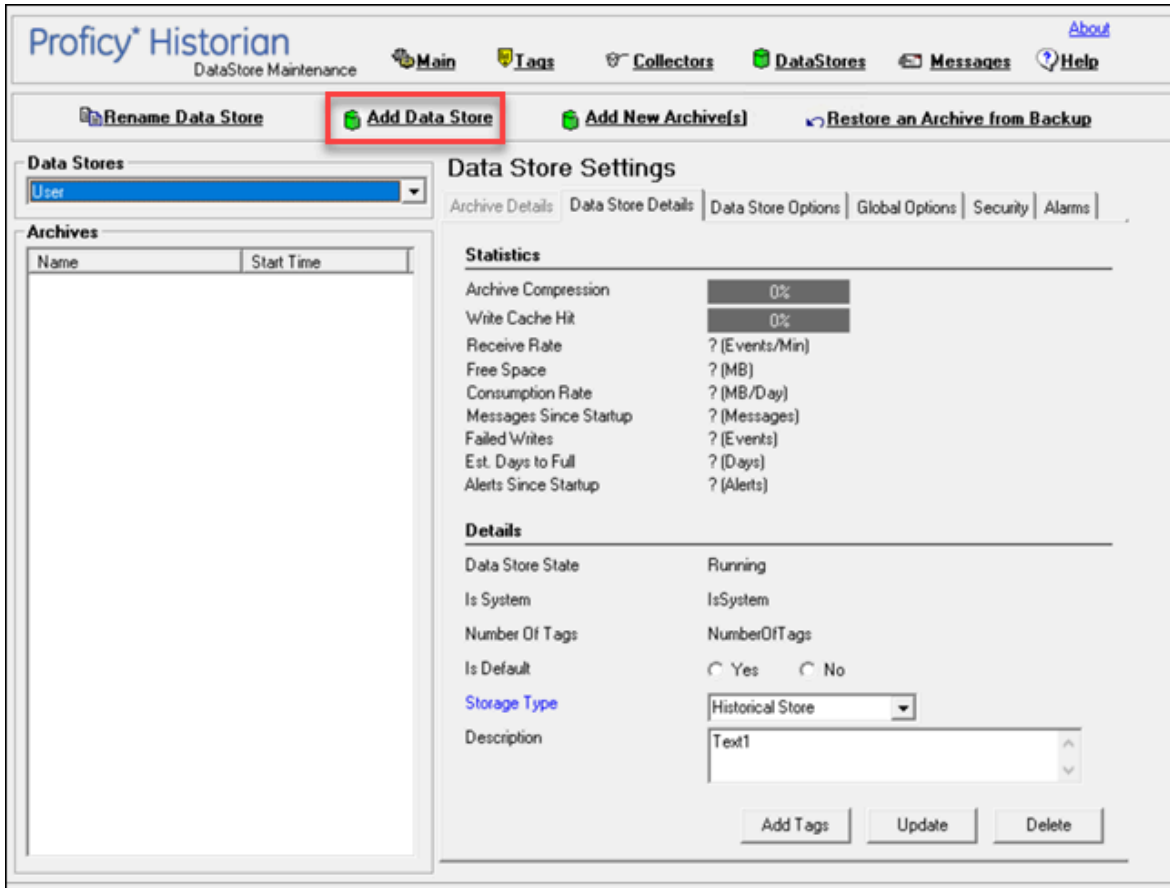 About
Proficy* Historian
DataStore Maintenance
Main Tags Collectors DataStores Messages Help
Rename Data Store Add Data Store Add New Archive(s) Restore an Archive from Backup
Data Stores
User
Archives
Name Start Time
Data Store Settings
Archive Details Data Store Details Data Store Options Global Options Security Alarms
Statistics
Archive Compression 0%
Write Cache Hit 0%
Receive Rate ? (Events/Min)
Free Space ? (MB)
Consumption Rate ? (MB/Day)
Messages Since Startup ? (Messages)
Failed Writes ? (Events)
Est. Days to Full ? (Days)
Alerts Since Startup ? (Alerts)
Details
Data Store State Running
Is System IsSystem
Number Of Tags NumberOfTags
Is Default Yes No
Storage Type Historical Store
Description Text1
Add Tags Update Delete